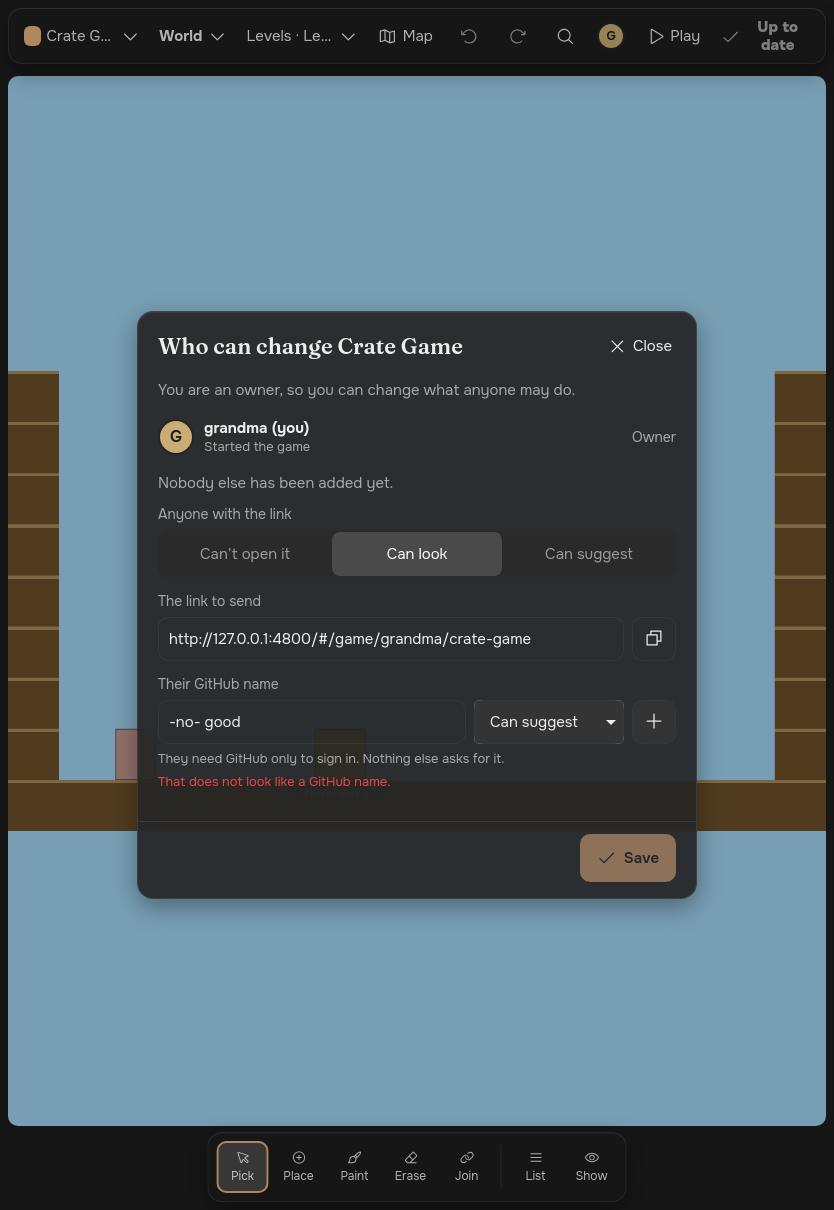 Crate G...
World
Levels · Le...
Map
G
Play
Up to
date
Who can change Crate Game
Close
You are an owner, so you can change what anyone may do.
G
grandma (you)
Started the game
Owner
Nobody else has been added yet.
Anyone with the link
Can't open it
Can look
Can suggest
The link to send
http://127.0.0.1:4800/#/game/grandma/crate-game
Their GitHub name
-no- good
Can suggest
They need GitHub only to sign in. Nothing else asks for it.
That does not look like a GitHub name.
Save
Pick
Place
Paint
Erase
Join
List
Show